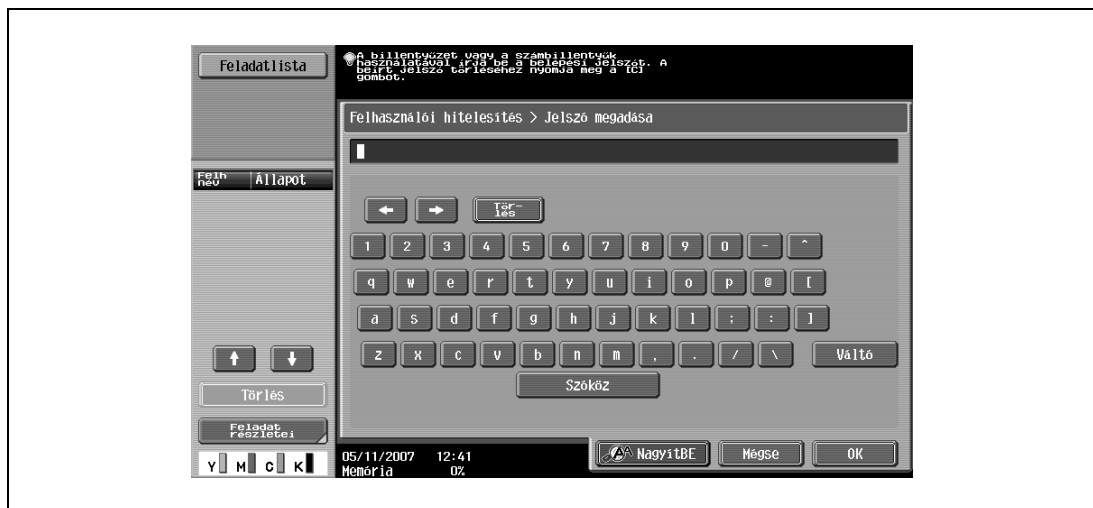 Feladatlista
A billentyűzet vagy a számbillentyűk
használatával írja be a belépési jelszót. A
beírt jelszó törléséhez nyomja meg a [C]
gombot.
Felhasználói hitelesítés > Jelszó megadása
Felh
név
Állapot
Tör-
lés
1 2 3 4 5 6 7 8 9 0 - ^
q w e r t y u i o p @ [
a s d f g h j k l ; : ]
z x c v b n m , . / \ Váltó
Szóköz
Törlés
Feladat
részletei
Y M C K
05/11/2007 12:41
Memória 0%
NagyítBE Mégse OK